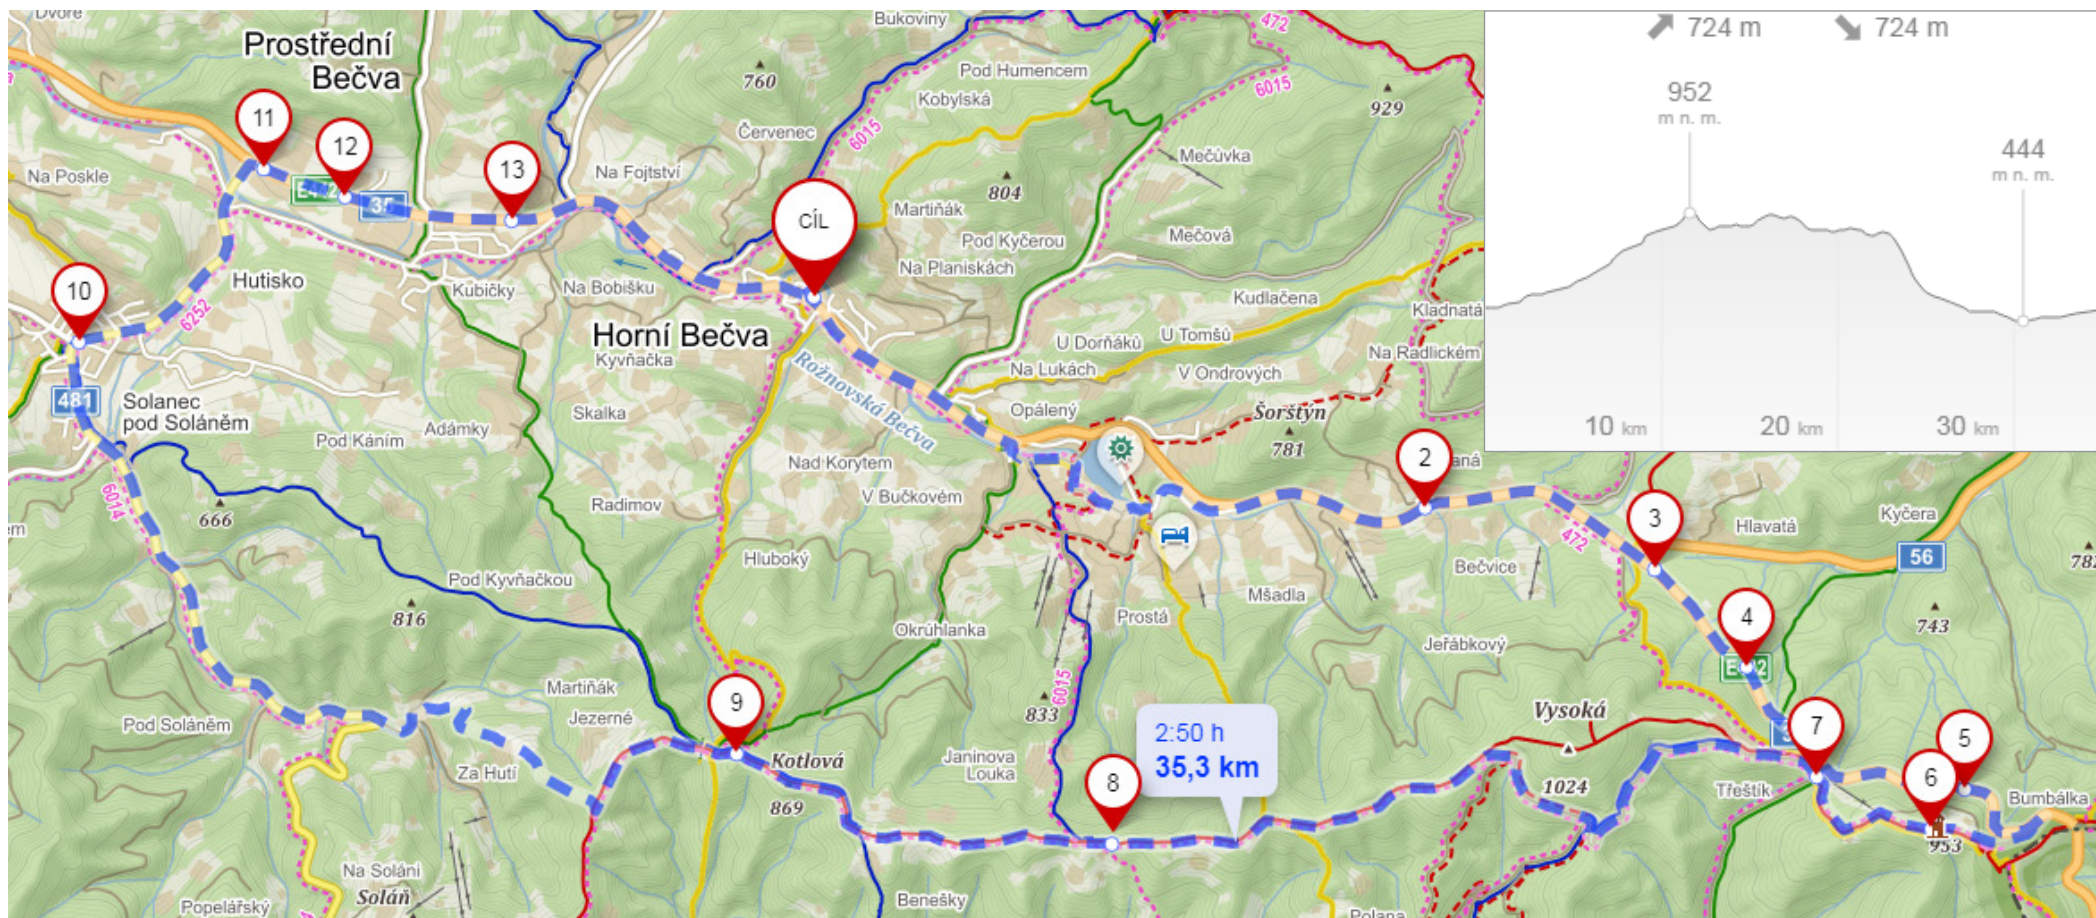 Dvore
Prostřední
Bečva
Bukoviny
472
724 m
724 m
760
Pod Humencem
Kobylská
6015
929
952
m n. m.
11
Červenec
6015
444
m n. m.
12
13
Na Fojtství
Mečůvka
Na Poskle
E442
35
804
CÍL
Martiňák
Pod Kyčerou
Mečová
Na Planiskách
10
Hutisko
Kubičky
Na Bobišku
Kudlačena
Kladnatá
6252
Horní Bečva
U Dorňáků
U Tomšů
Kyvňačka
Na Lukách
V Ondrových
Na Radlickém
481
Solanec
pod Soláněm
Skalka
Rožnovská Bečva
Opálený
Šorštýn
781
10 km
20 km
30 km
Pod Káním
Adámky
Nad Korytem
V Bučkovém
2
6014
666
Radimov
3
472
Hlavatá
Kyčera
56
Hluboký
Bečvice
Pod Kyvňačkou
816
Mšadla
Prostá
4
743
Okrúhlanka
Jeřábkový
E442
Martiňák
Jezerné
9
6015
833
2:50 h
35,3 km
Vysoká
7
5
Pod Soláněm
Kotlová
Janinova
Louka
Za Hutí
869
8
1024
Třeštík
6
Bumbálka
953
Na Soláni
Soláň
Benešky
Popelářský
Polana